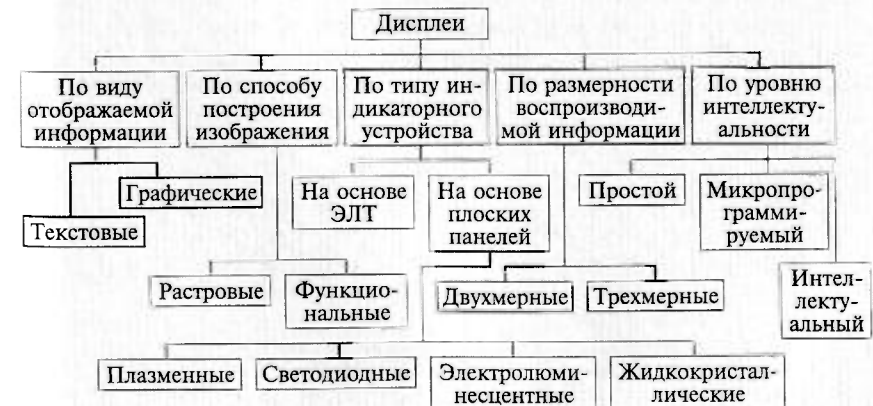 Дисплеи
По виду
отображаемой
информации
По способу
построения
изображения
По типу ин-
дикаторного
устройства
По размерности
воспроизводи-
мой информации
По уровню
интеллекту-
альности
Графические
Текстовые
На основе
ЭЛТ
На основе
плоских
панелей
Простой
Микропро-
грамми-
руемый
Растровые
Функцио-
нальные
Двухмерные
Трехмерные
Интел-
лекту-
альный
Плазменные
Светодиодные
Электролюми-
несцентные
Жидкокристал-
лические